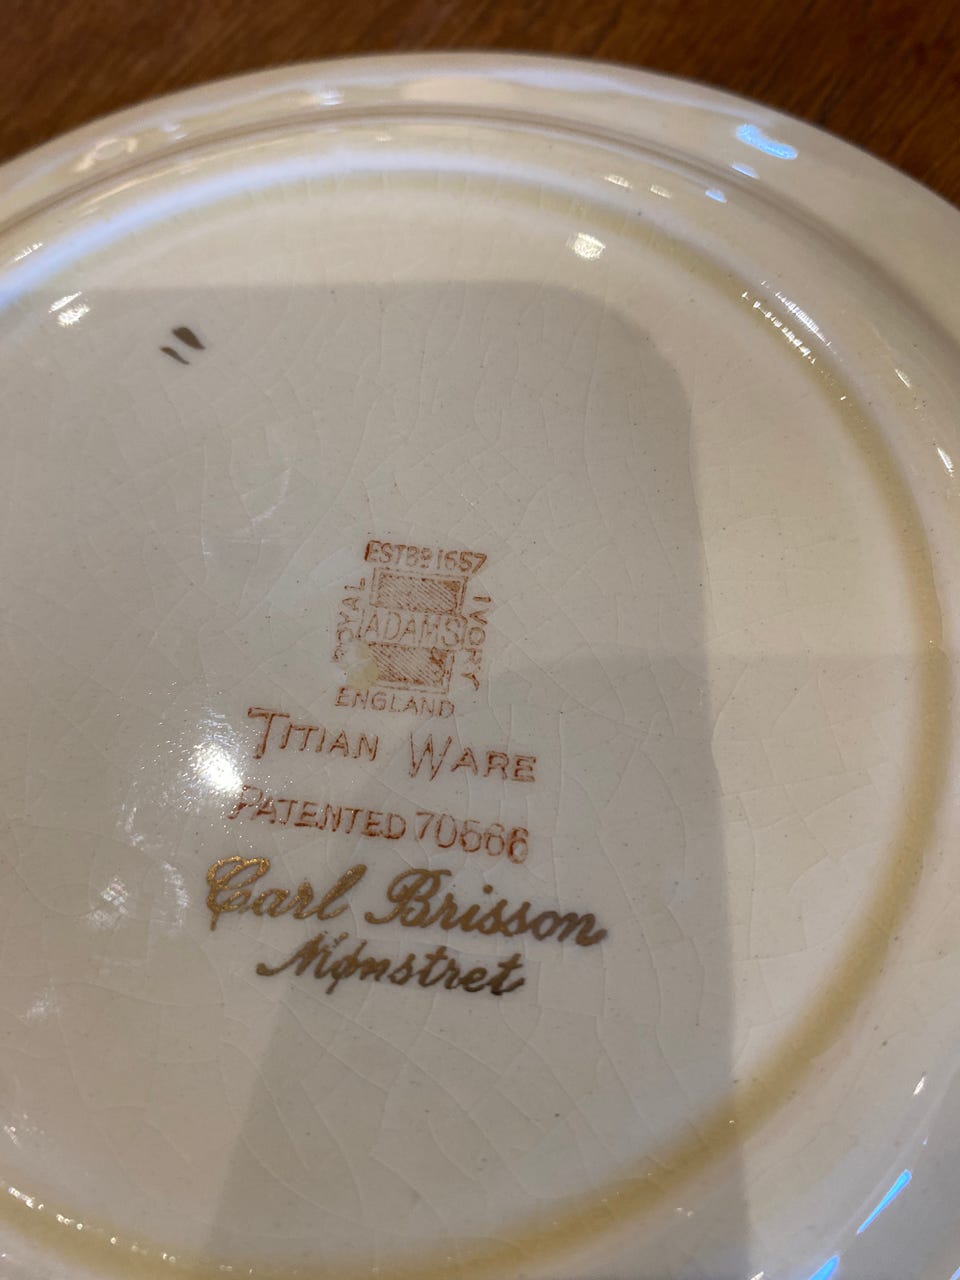 ESTBD 1657
ROYAL
ADAMS
IVORY
ENGLAND
TITIAN WARE
PATENTED 70566
Carl Brisson
Mønstret